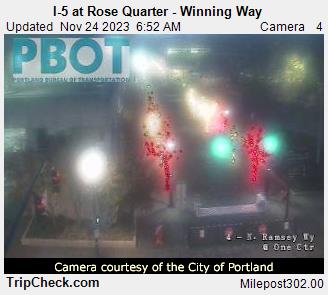 I-5 at Rose Quarter - Winning Way
Updated Nov 24 2023 6:52 AM Camera 4
PBOT
PORTLAND BUREAU OF TRANSPORTATION
4 - N. Ramsey Wy
@ One Ctr
Camera courtesy of the City of Portland
TripCheck.com Milepost302.00